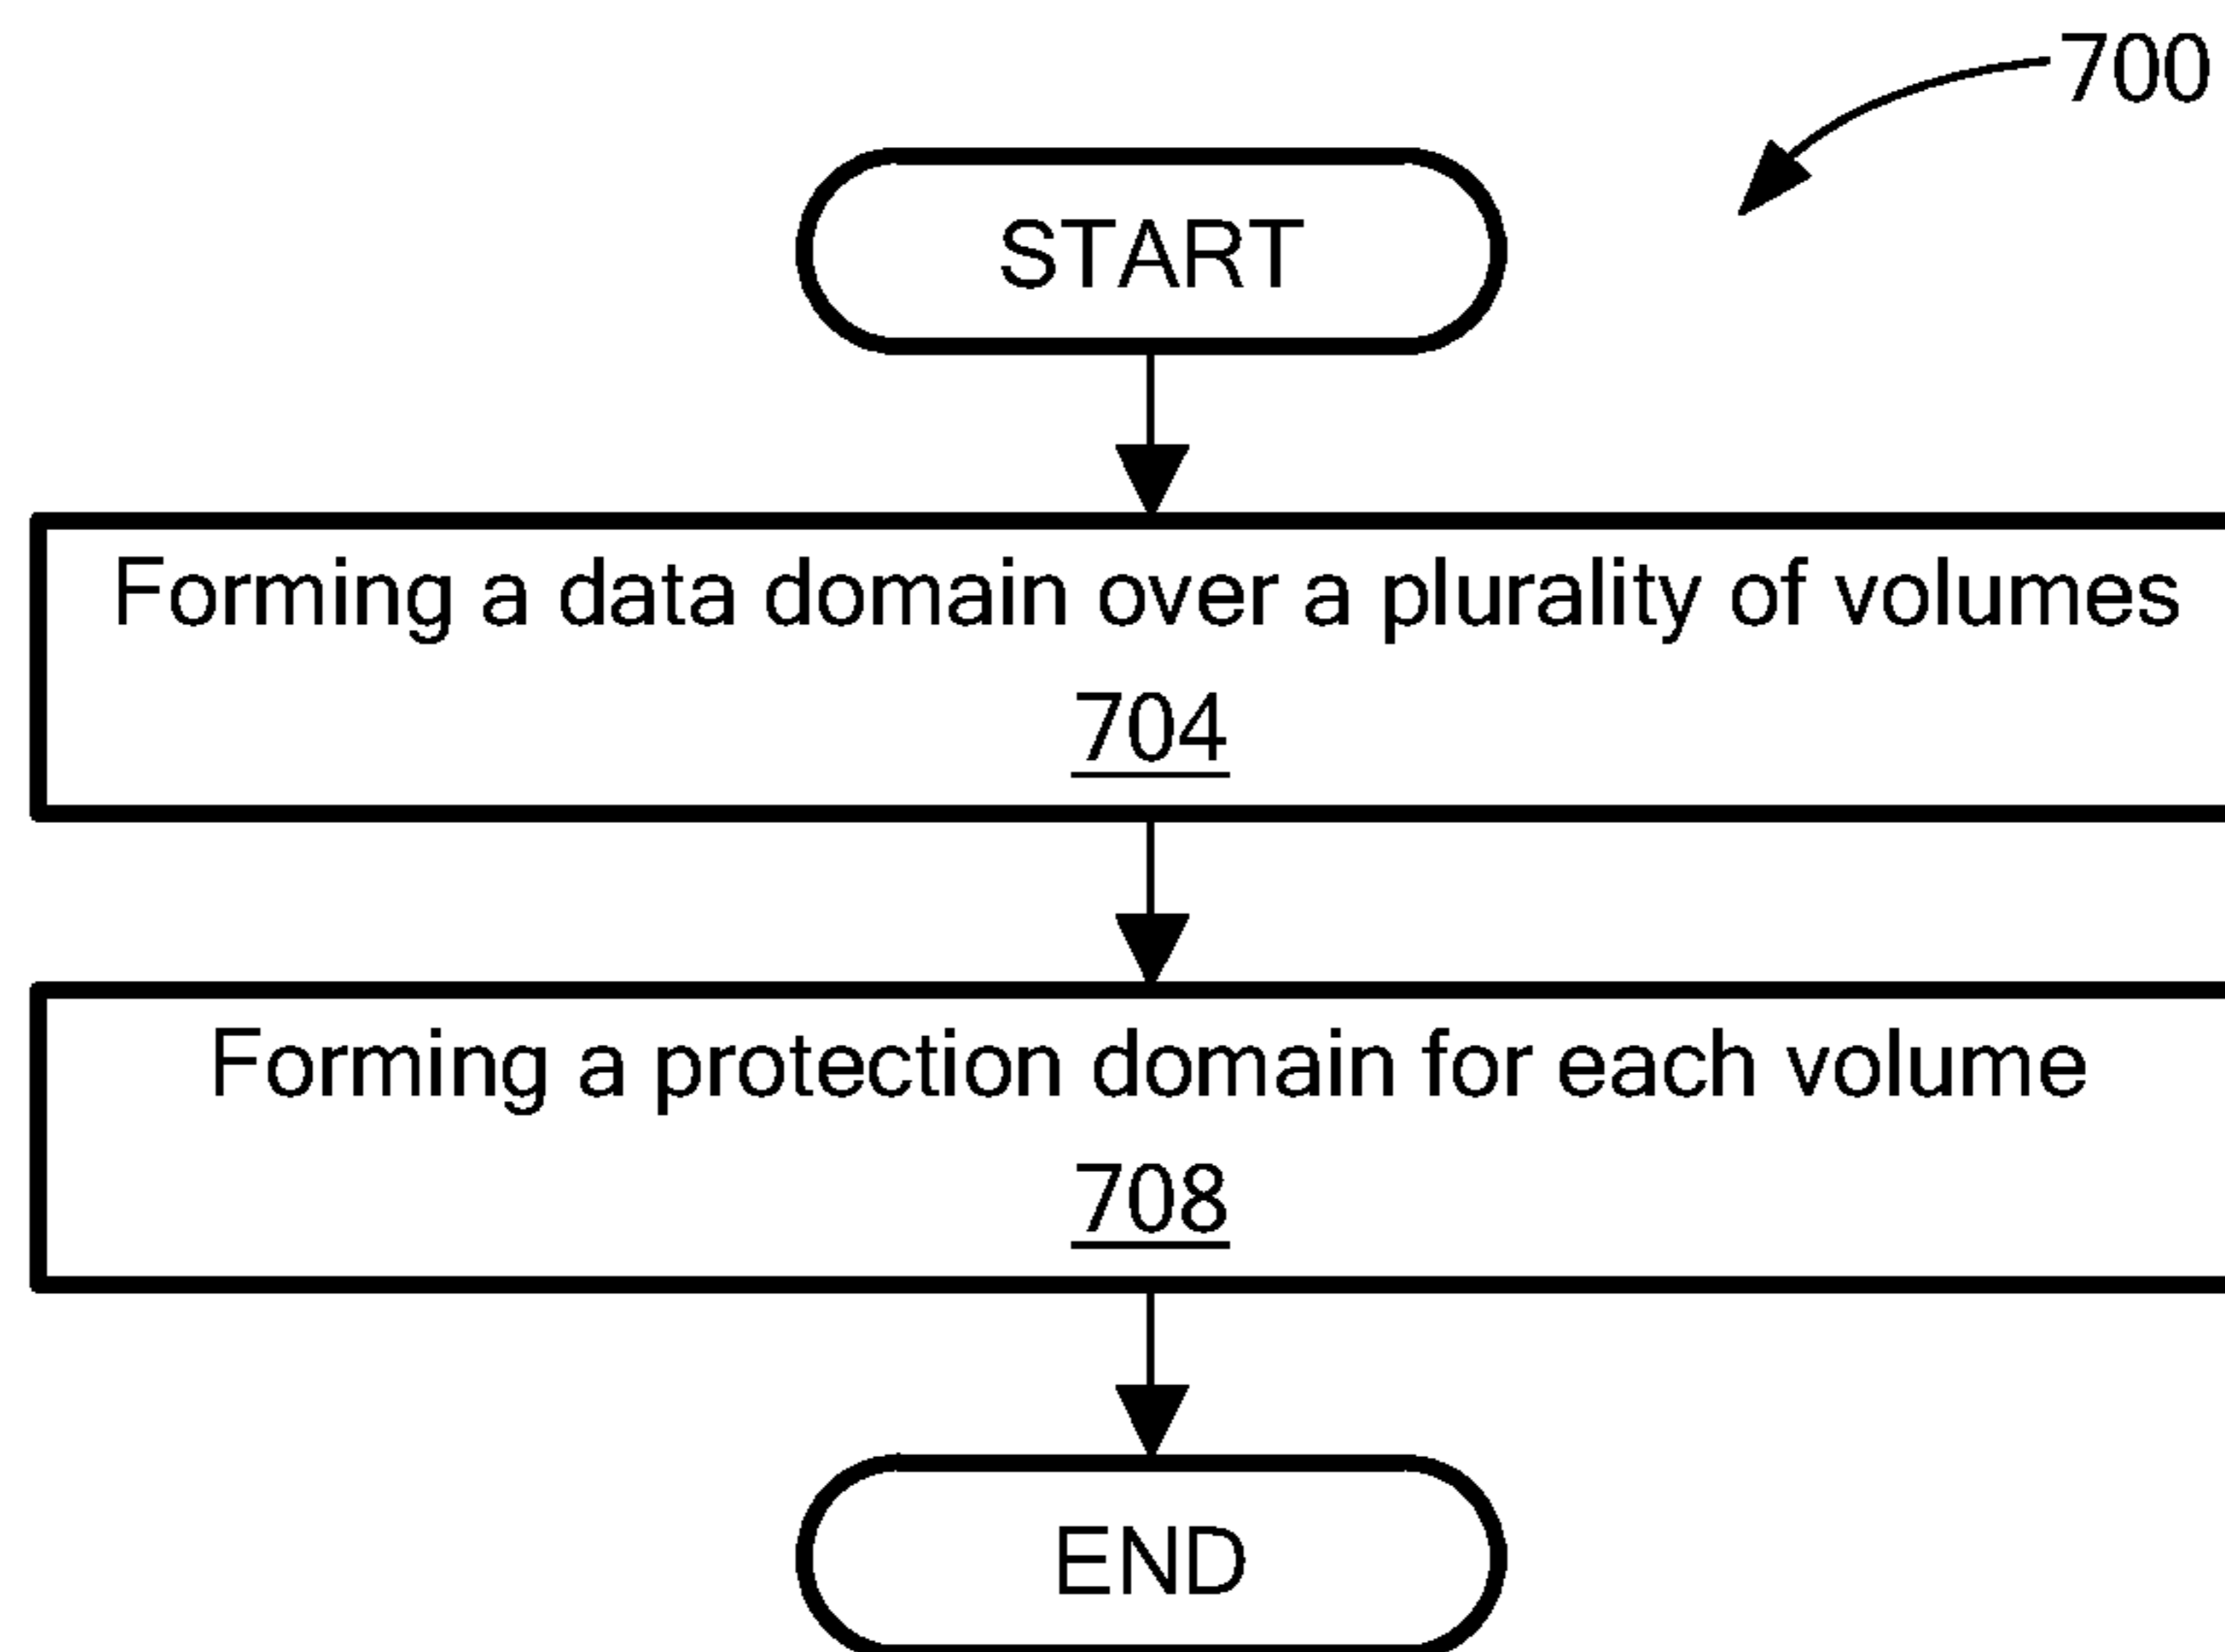 700
START
Forming a data domain over a plurality of volumes
704
Forming a protection domain for each volume
708
END